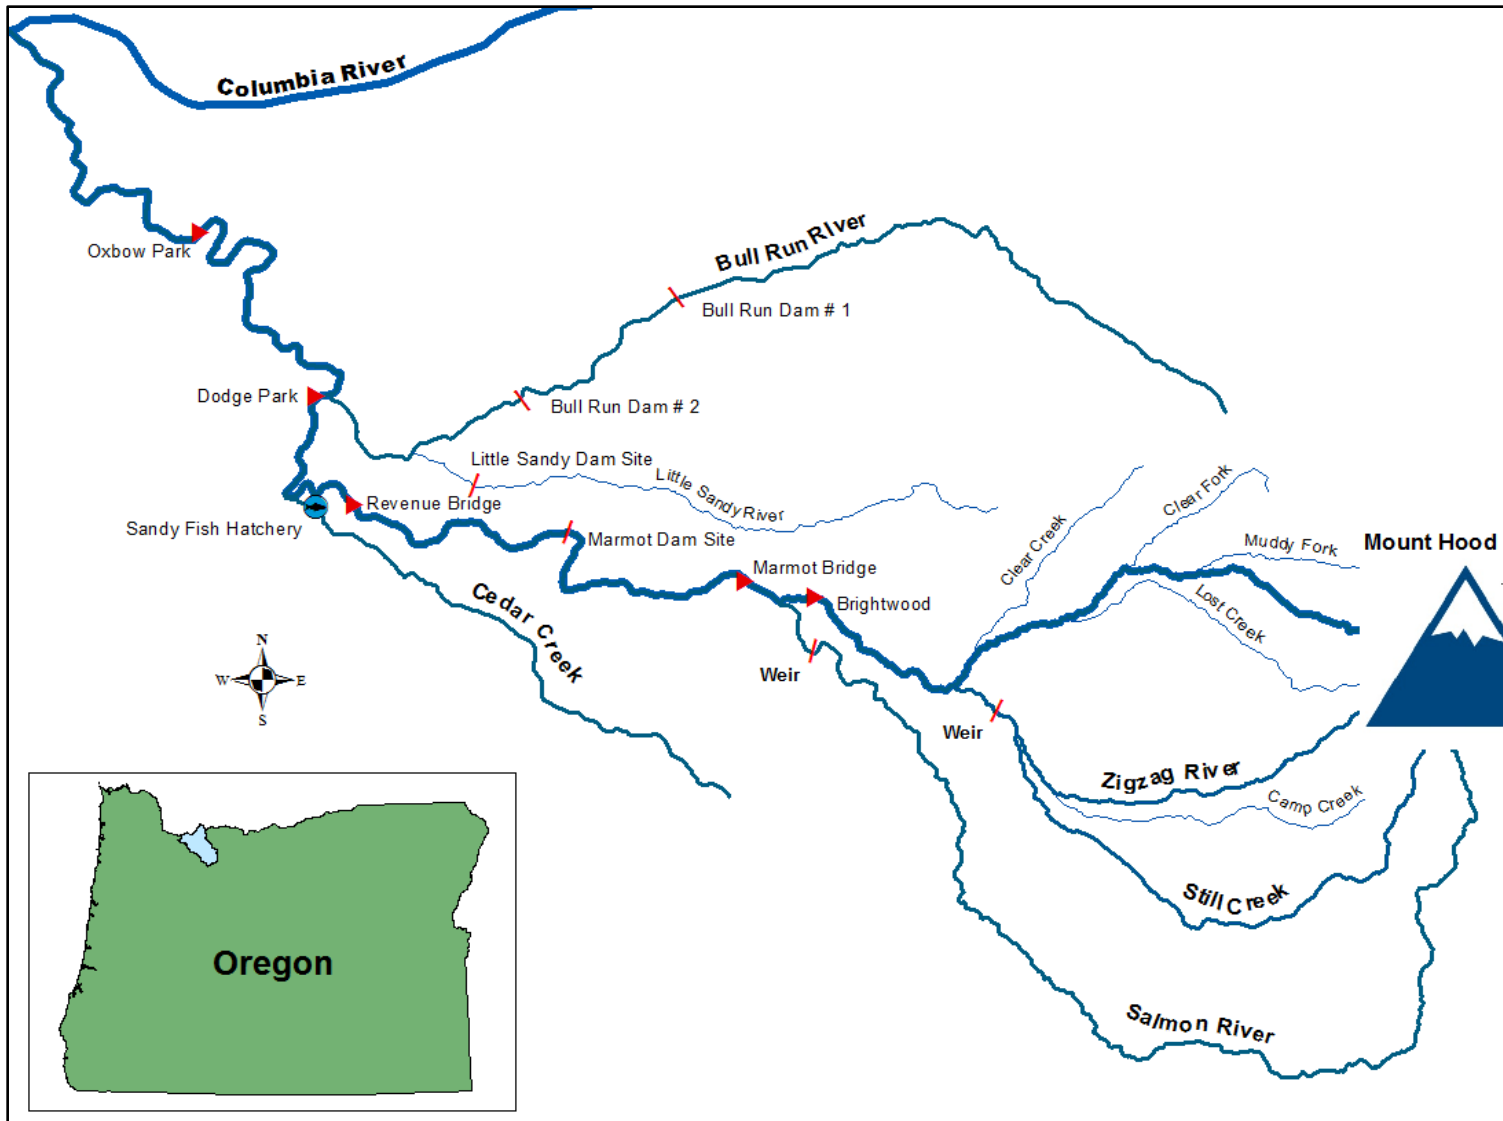 Columbia River
Oxbow Park
Bull Run RIver
Bull Run Dam # 1
Dodge Park
Bull Run Dam # 2
Little Sandy Dam Site
Little Sandy River
Clear Fork
Clear Creek
Revenue Bridge
Sandy Fish Hatchery
Marmot Dam Site
Muddy Fork
Mount Hood
Marmot Bridge
Brightwood
Lost Creek
Cedar Creek
Weir
Weir
N
W
E
S
Zigzag River
Camp Creek
Still Creek
Oregon
Salmon River